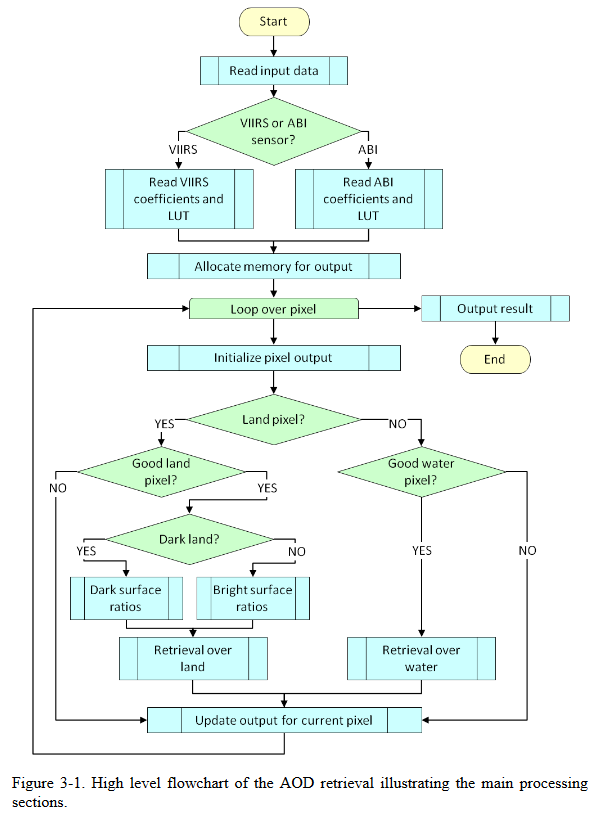 Start
Read input data
VIIRS or ABI
sensor?
VIIRS
ABI
Read VIIRS
coefficients and
LUT
Read ABI
coefficients and
LUT
Allocate memory for output
Loop over pixel
Output result
Initialize pixel output
End
Land pixel?
YES
NO
Good land
pixel?
Good water
pixel?
NO
YES
Dark land?
YES
NO
YES
NO
Dark surface
ratios
Bright surface
ratios
Retrieval over
land
Retrieval over
water
Update output for current pixel
Figure 3-1. High level flowchart of the AOD retrieval illustrating the main processing
sections.